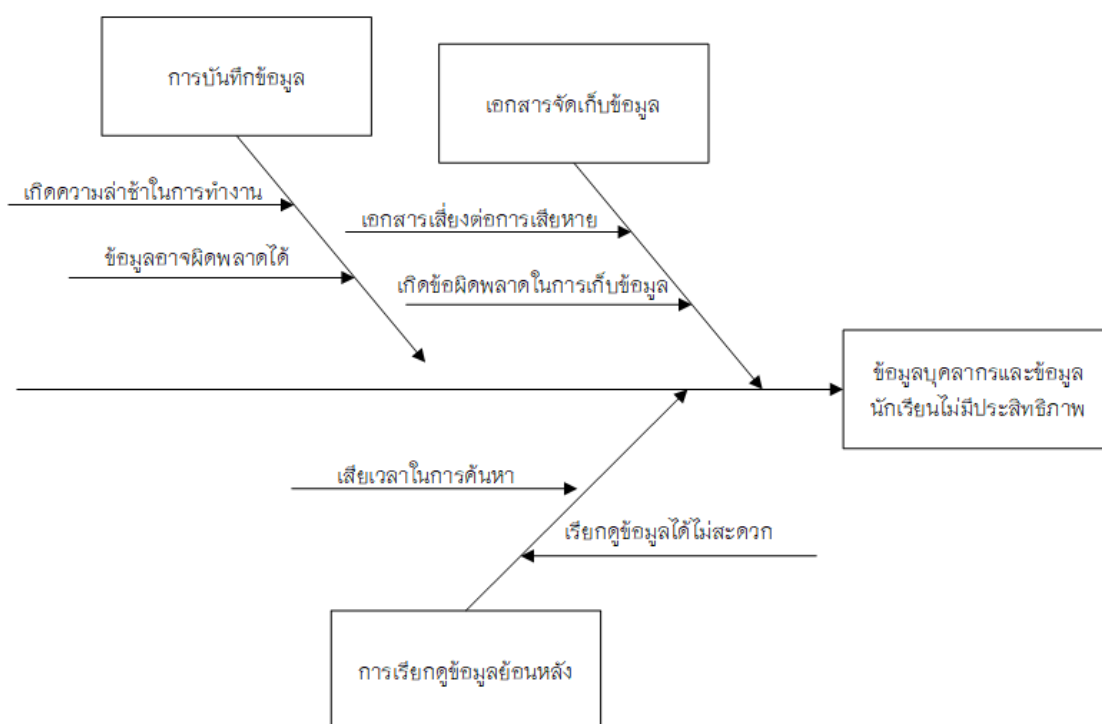 การบันทึกข้อมูล
เอกสารจัดเก็บข้อมูล
เกิดความล่าช้าในการทำงาน
เอกสารเสี่ยงต่อการเสียหาย
ข้อมูลอาจผิดพลาดได้
เกิดข้อผิดพลาดในการเก็บข้อมูล
ข้อมูลบุคลากรและข้อมูล
นักเรียนไม่มีประสิทธิภาพ
เสียเวลาในการค้นหา
เรียกดูข้อมูลได้ไม่สะดวก
การเรียกดูข้อมูลย้อนหลัง